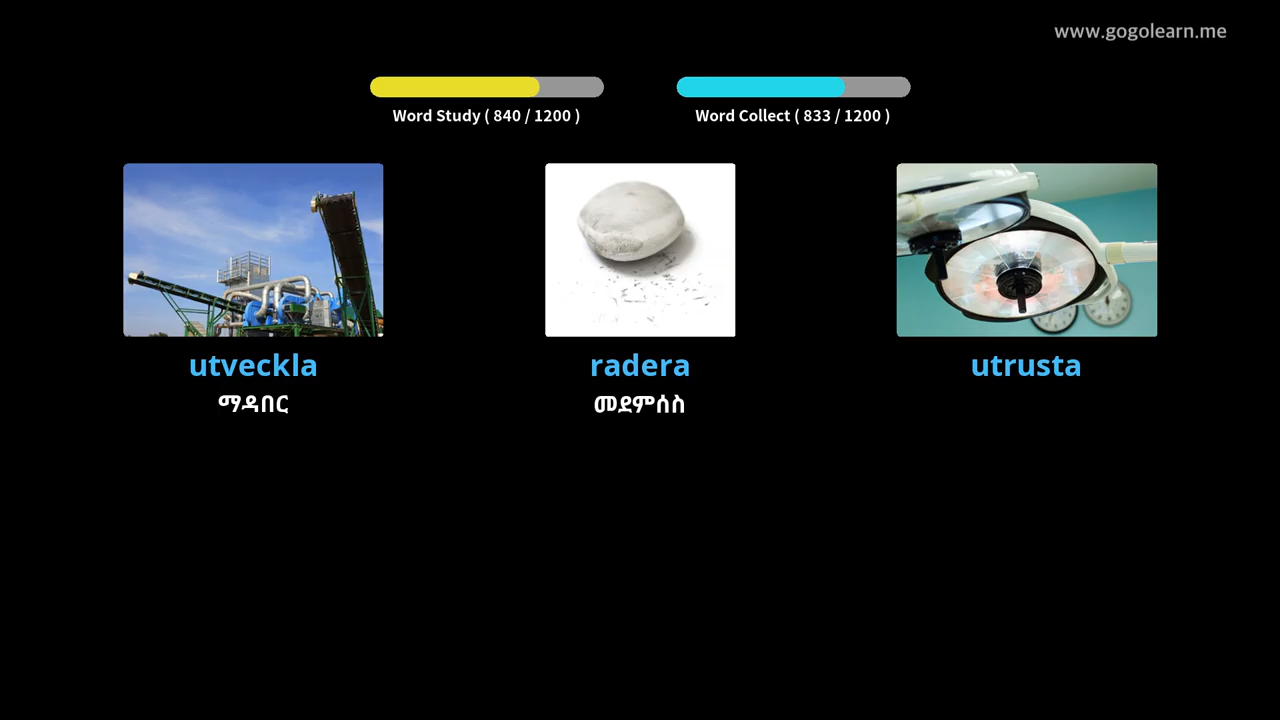 www.gogolearn.me
Word Study ( 840 / 1200 )
Word Collect ( 833 / 1200 )
utveckla
radera
utrusta
ማዳበር
መደምሰስ